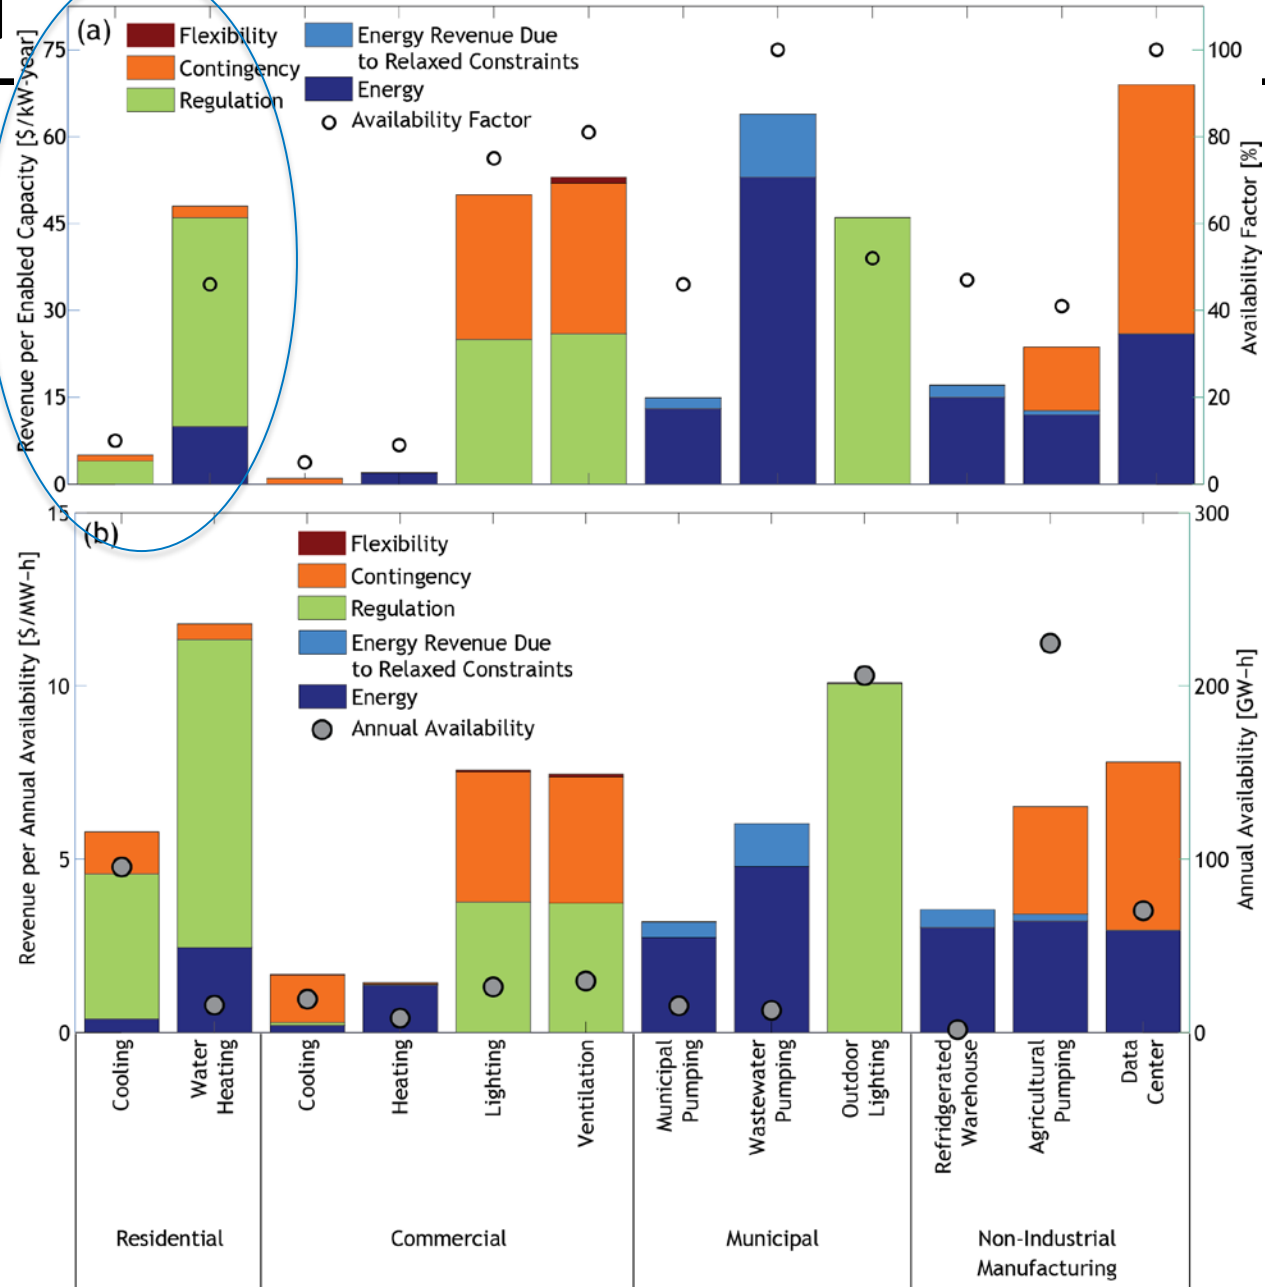 (a)
Flexibility
Contingency
Regulation
Energy Revenue Due
to Relaxed Constraints
Energy
Availability Factor
Revenue per Enabled Capacity [$/kW-year]
75
60
45
30
15
0
Availability Factor [%]
100
80
60
40
20
0
(b)
Flexibility
Contingency
Regulation
Energy Revenue Due
to Relaxed Constraints
Energy
Annual Availability
Revenue per Annual Availability [$/MW-h]
15
10
5
0
Annual Availability [GW-h]
300
200
100
0
Cooling
Water
Heating
Cooling
Heating
Lighting
Ventilation
Municipal
Pumping
Wastewater
Pumping
Outdoor
Lighting
Refridgerated
Warehouse
Agricultural
Pumping
Data
Center
Residential
Commercial
Municipal
Non-Industrial
Manufacturing